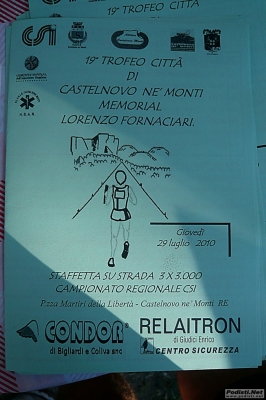 19° TROFEO CITTÀ
CSI
19° TROFEO CITTÀ
DI
CASTELNOVO NE' MONTI
MEMORIAL
LORENZO FORNACIARI.
Giovedì
29 luglio 2010
STAFFETTA SU STRADA 3 X 3.000
CAMPIONATO REGIONALE CSI
P.zza Martiri della Libertà - Castelnovo ne' Monti RE
CONDOR
di Bigliardi e Coliva snc
RELAITRON
di Giudici Enrico
CENTRO SICUREZZA
Podisti.Net